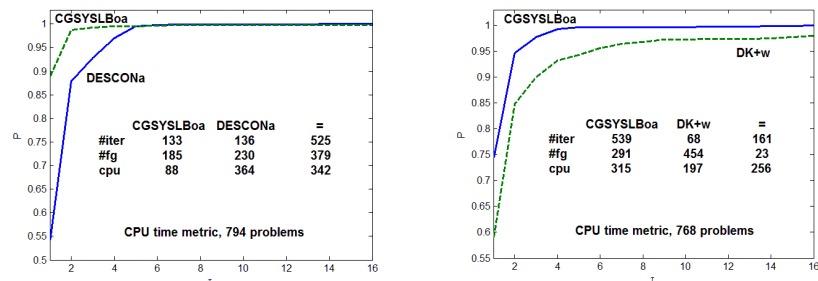 CGSYSLBoa
DESCONa
CGSYSLBoa DESCONa =
#iter 133 136 525
#fg 185 230 379
cpu 88 364 342
CPU time metric, 794 problems
P
1
0.95
0.9
0.85
0.8
0.75
0.7
0.65
0.6
0.55
0.5
2 4 6 8 10 12 14 16
CGSYSLBoa
DK+w
CGSYSLBoa DK+w =
#iter 539 68 161
#fg 291 454 23
cpu 315 197 256
CPU time metric, 768 problems
P
1
0.95
0.9
0.85
0.8
0.75
0.7
0.65
0.6
0.55
2 4 6 8 10 12 14 16